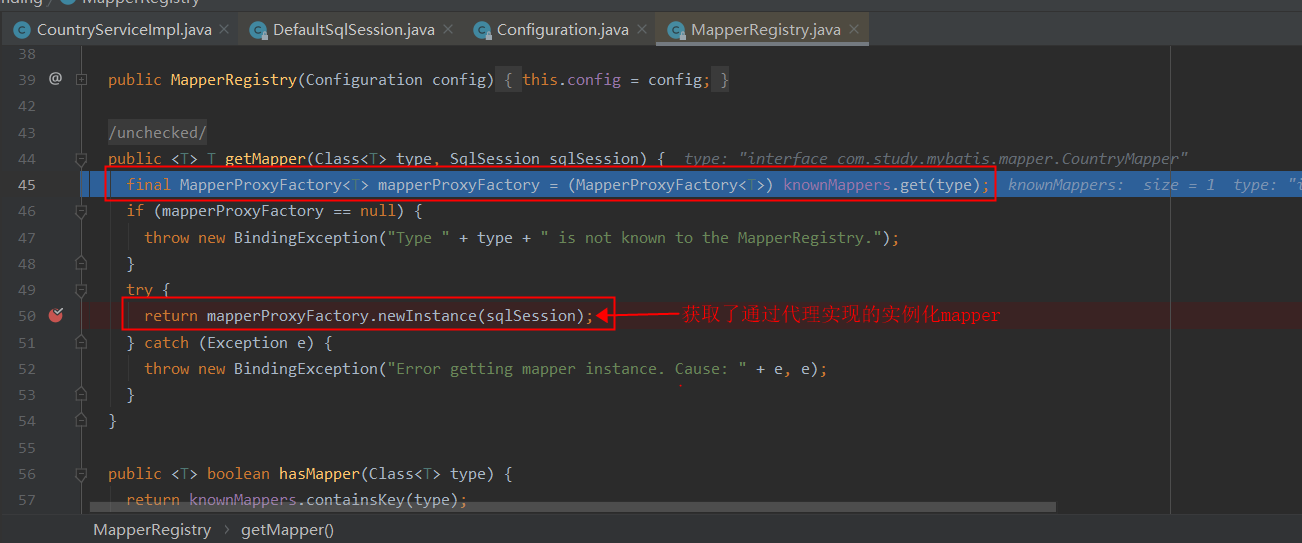 nding / MapperRegistry
CountryServiceImpl.java DefaultSqlSession.java Configuration.java MapperRegistry.java
38
39 @ public MapperRegistry(Configuration config) { this.config = config; }
42
43 /unchecked/
44 public <T> T getMapper(Class<T> type, SqlSession sqlSession) { type: "interface com.study.mybatis.mapper.CountryMapper"
45 final MapperProxyFactory<T> mapperProxyFactory = (MapperProxyFactory<T>) knownMappers.get(type); knownMappers: size = 1 type: "i
46 if (mapperProxyFactory == null) {
47 throw new BindingException("Type " + type + " is not known to the MapperRegistry.");
48 }
49 try {
50 return mapperProxyFactory.newInstance(sqlSession); 获取了通过代理实现的实例化mapper
51 } catch (Exception e) {
52 throw new BindingException("Error getting mapper instance. Cause: " + e, e);
53 }
54 }
55
56 public <T> boolean hasMapper(Class<T> type) {
57 return knownMappers.containsKey(type);
MapperRegistry › getMapper()